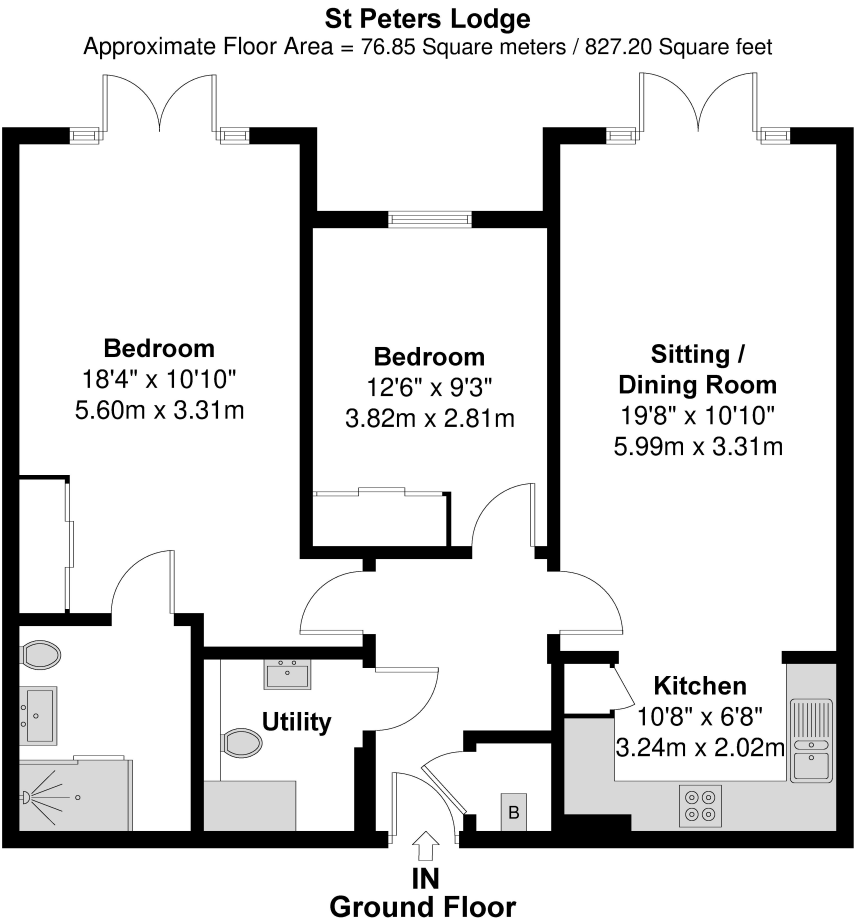 St Peters Lodge
Approximate Floor Area = 76.85 Square meters / 827.20 Square feet
Bedroom
18'4" x 10'10"
5.60m x 3.31m
Bedroom
12'6" x 9'3"
3.82m x 2.81m
Sitting /
Dining Room
19'8" x 10'10"
5.99m x 3.31m
Utility
Kitchen
10'8" x 6'8"
3.24m x 2.02m
B
IN
Ground Floor